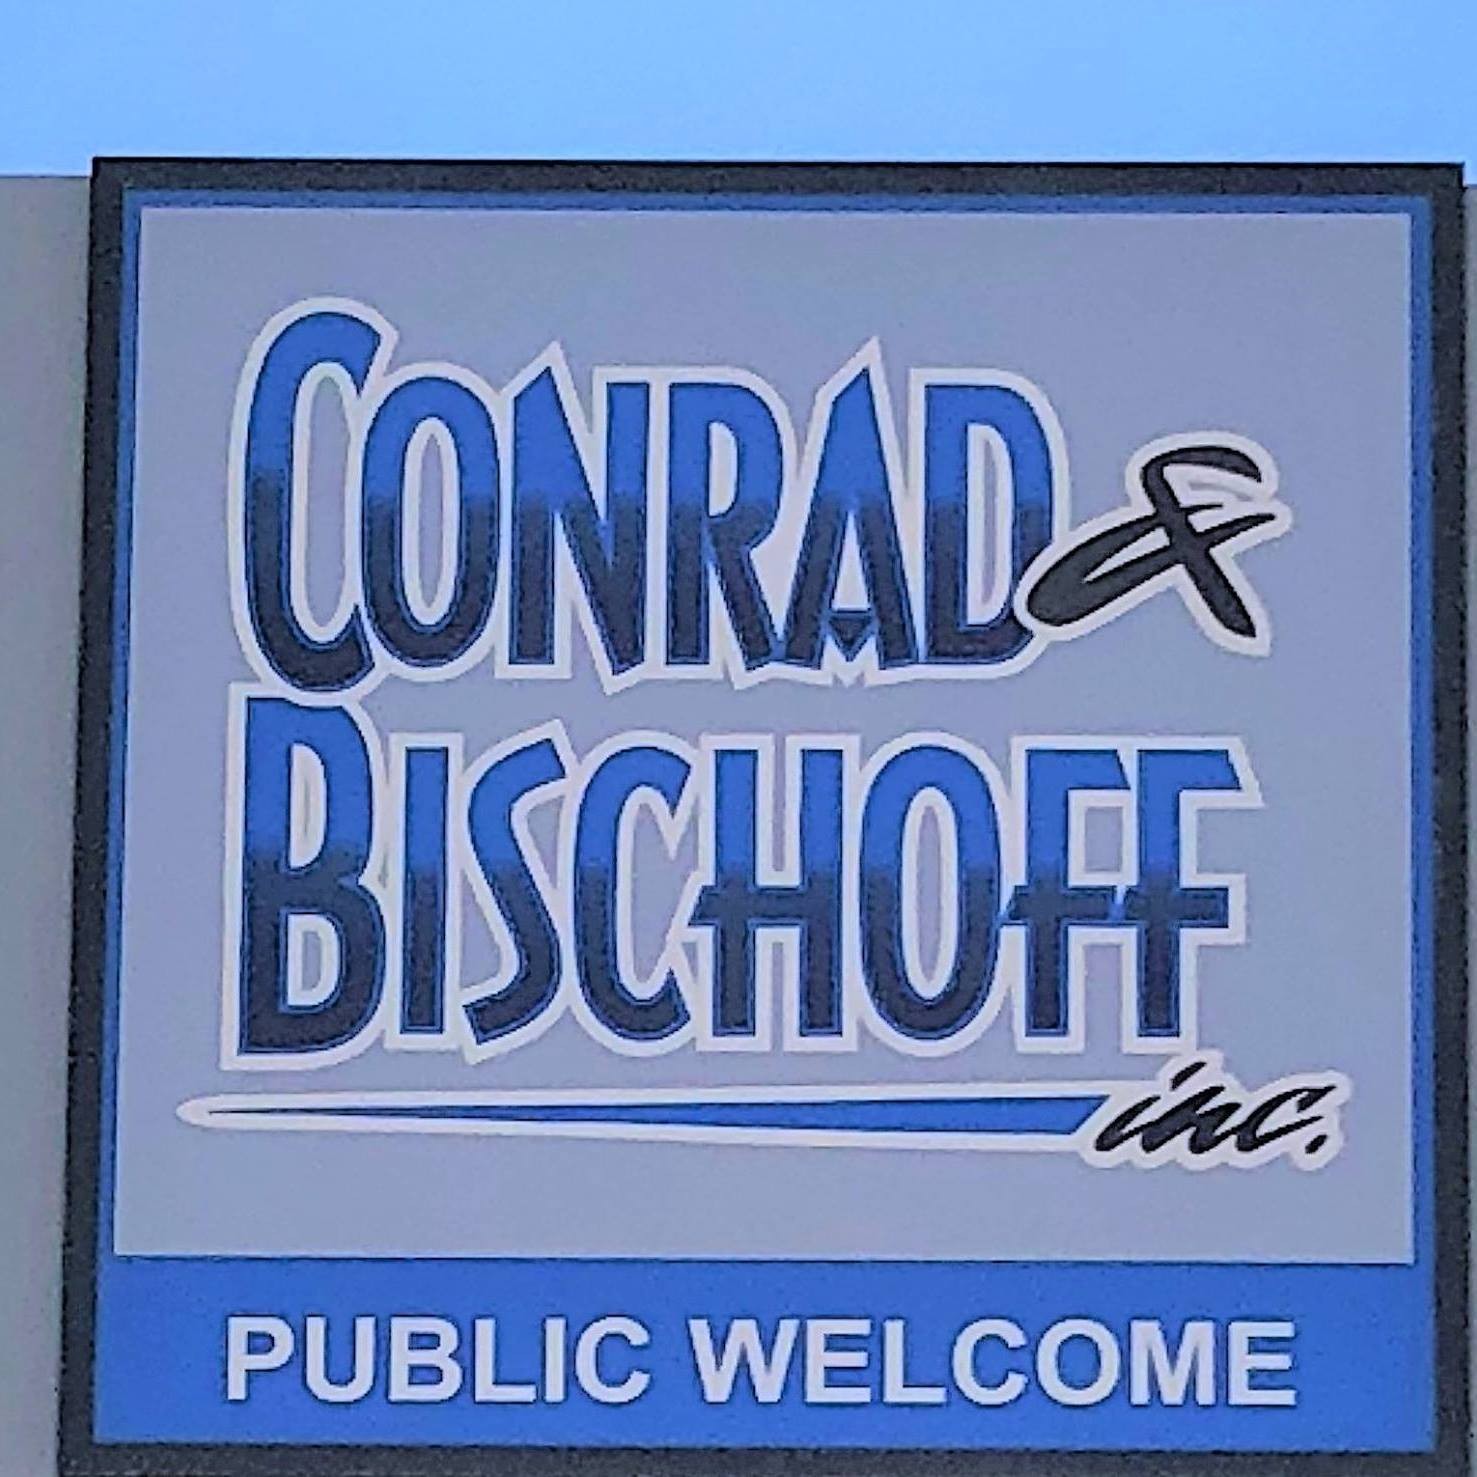 CONRAD &
BISCHOFF
inc.
PUBLIC WELCOME